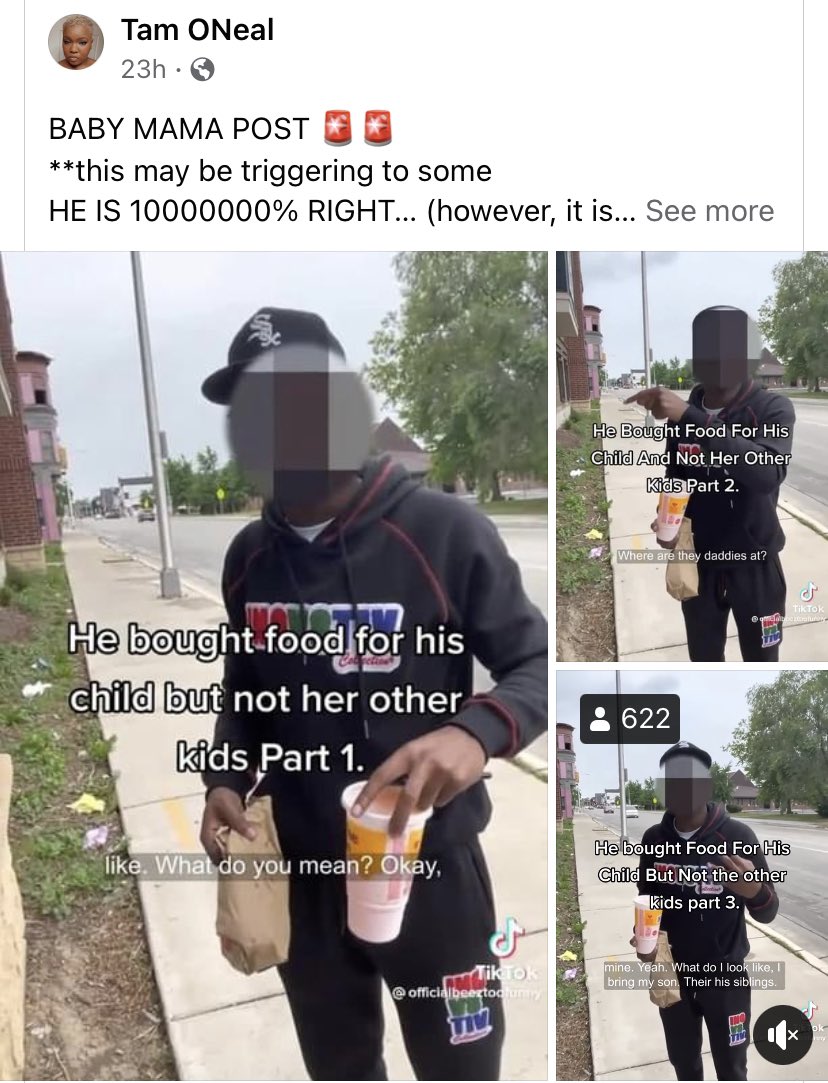 Tam ONeal
23h ·
BABY MAMA POST 🚨 🚨
**this may be triggering to some
HE IS 10000000% RIGHT... (however, it is... See more
He bought food for his
child but not her other
kids Part 1.
like. What do you mean? Okay,
TikTok
@officialbeeztoofunny
He Bought Food For His
Child And Not Her Other
Kids Part 2.
Where are they daddies at?
TikTok
@officialbeeztoofunny
622
He bought Food For His
Child But Not the other
kids part 3.
mine. Yeah. What do I look like, I
bring my son. Their his siblings.